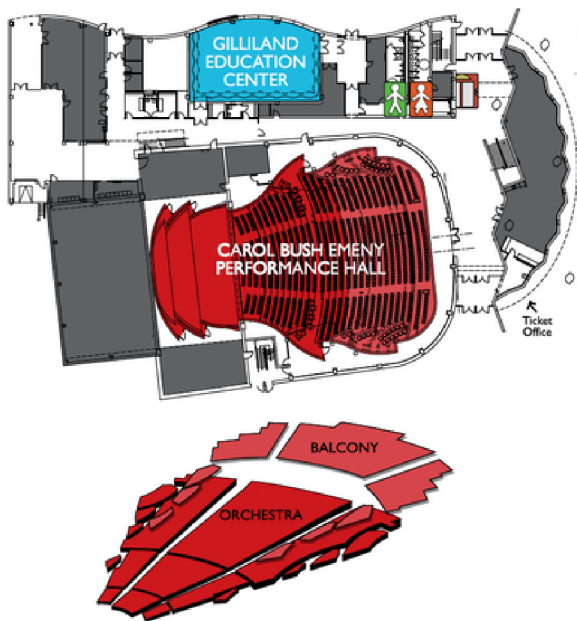 GILLILAND
EDUCATION
CENTER
CAROL BUSH EMENY
PERFORMANCE HALL
Ticket
Office
BALCONY
ORCHESTRA